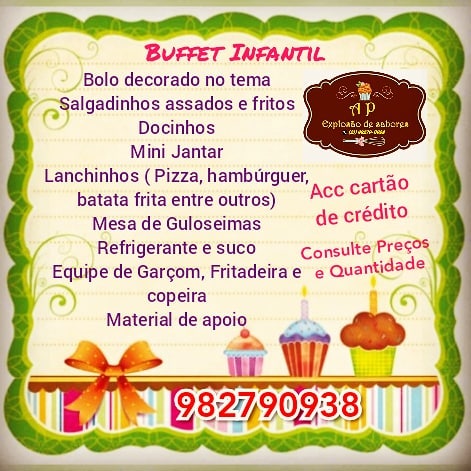 Buffet Infantil
Bolo decorado no tema
Salgadinhos assados e fritos
Docinhos
Mini Jantar
Lanchinhos ( Pizza, hambúrguer,
batata frita entre outros)
Mesa de Guloseimas
Refrigerante e suco
Equipe de Garçom, Fritadeira e
copeira
Material de apoio
A P
Explosão de sabores
Acc cartão
de crédito
Consulte Preços
e Quantidade
982790938